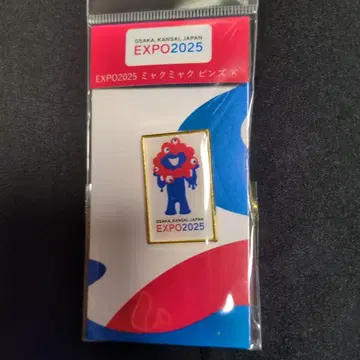 OSAKA, KANSAI, JAPAN
EXPO2025
EXPO2025 ミャクミャク ピンズ
OSAKA, KANSAI, JAPAN
EXPO2025